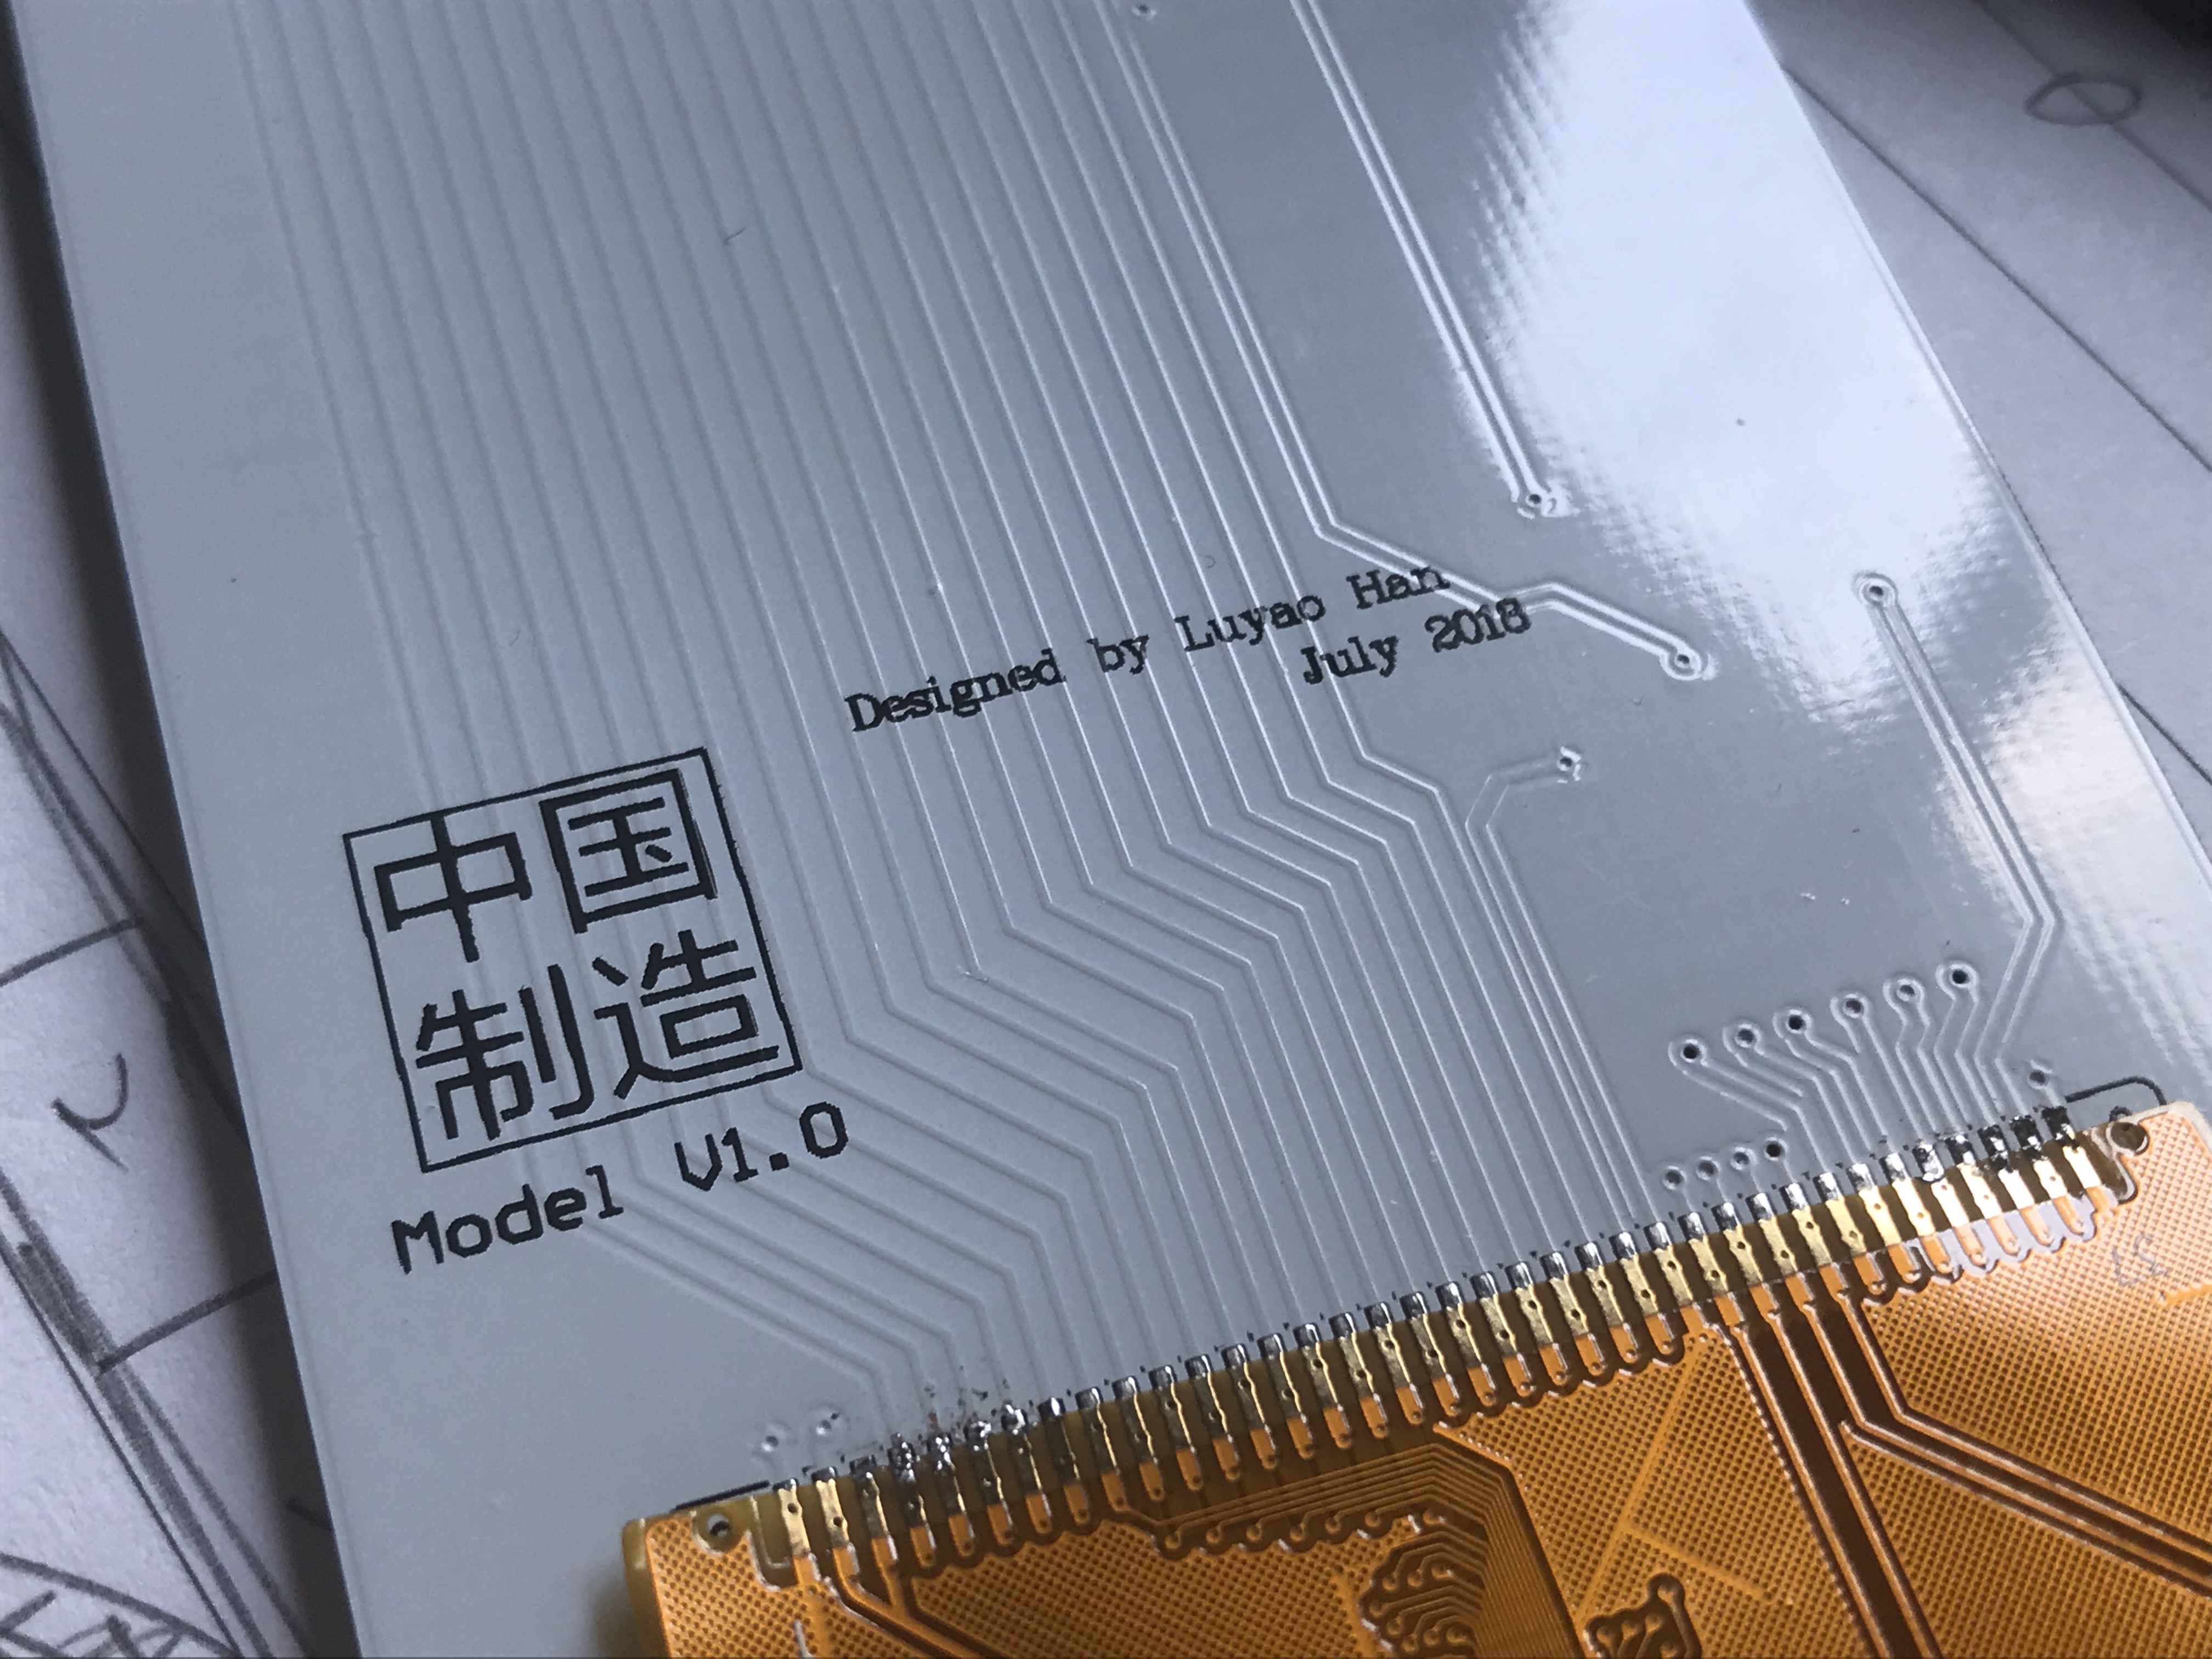 Designed by Luyao Han
July 2018
中国
制造
Model V1.0